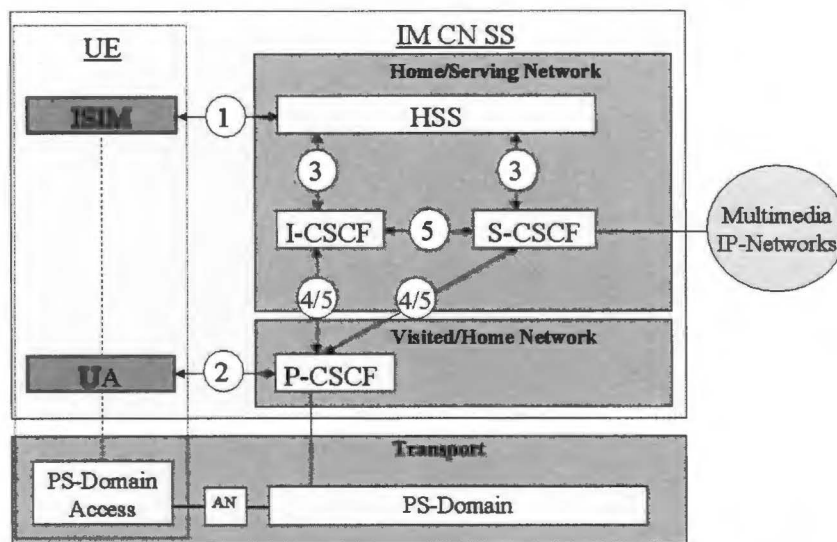 UE
IM CN SS
Home/Serving Network
ISIM
1
HSS
3
3
I-CSCF
5
S-CSCF
Multimedia
IP-Networks
4/5
4/5
Visited/Home Network
UA
2
P-CSCF
Transport
PS-Domain
Access
AN
PS-Domain